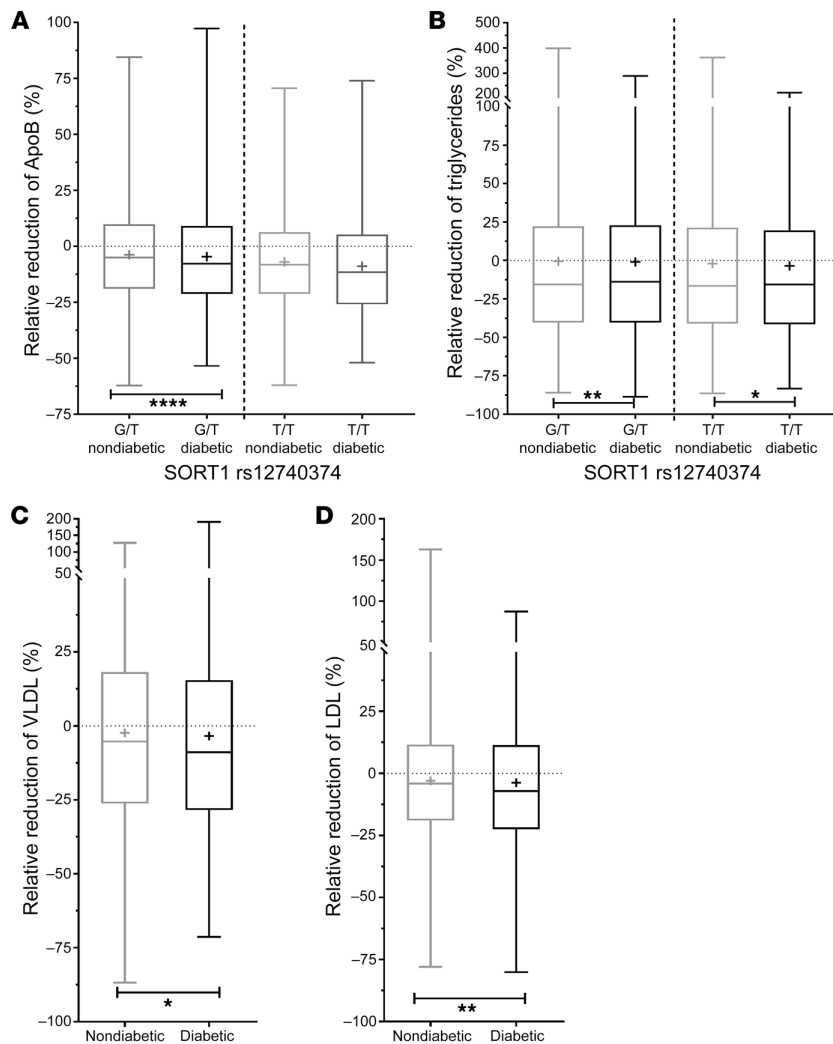 A
Relative reduction of ApoB (%)
100
75
50
25
0
–25
–50
–75
****
G/T nondiabetic
G/T diabetic
T/T nondiabetic
T/T diabetic
SORT1 rs12740374
B
Relative reduction of triglycerides (%)
500
400
300
200
100
75
50
25
0
–25
–50
–75
–100
**
*
G/T nondiabetic
G/T diabetic
T/T nondiabetic
T/T diabetic
SORT1 rs12740374
C
Relative reduction of VLDL (%)
200
150
100
50
25
0
–25
–50
–75
–100
*
Nondiabetic
Diabetic
D
Relative reduction of LDL (%)
200
150
100
50
25
0
–25
–50
–75
–100
**
Nondiabetic
Diabetic